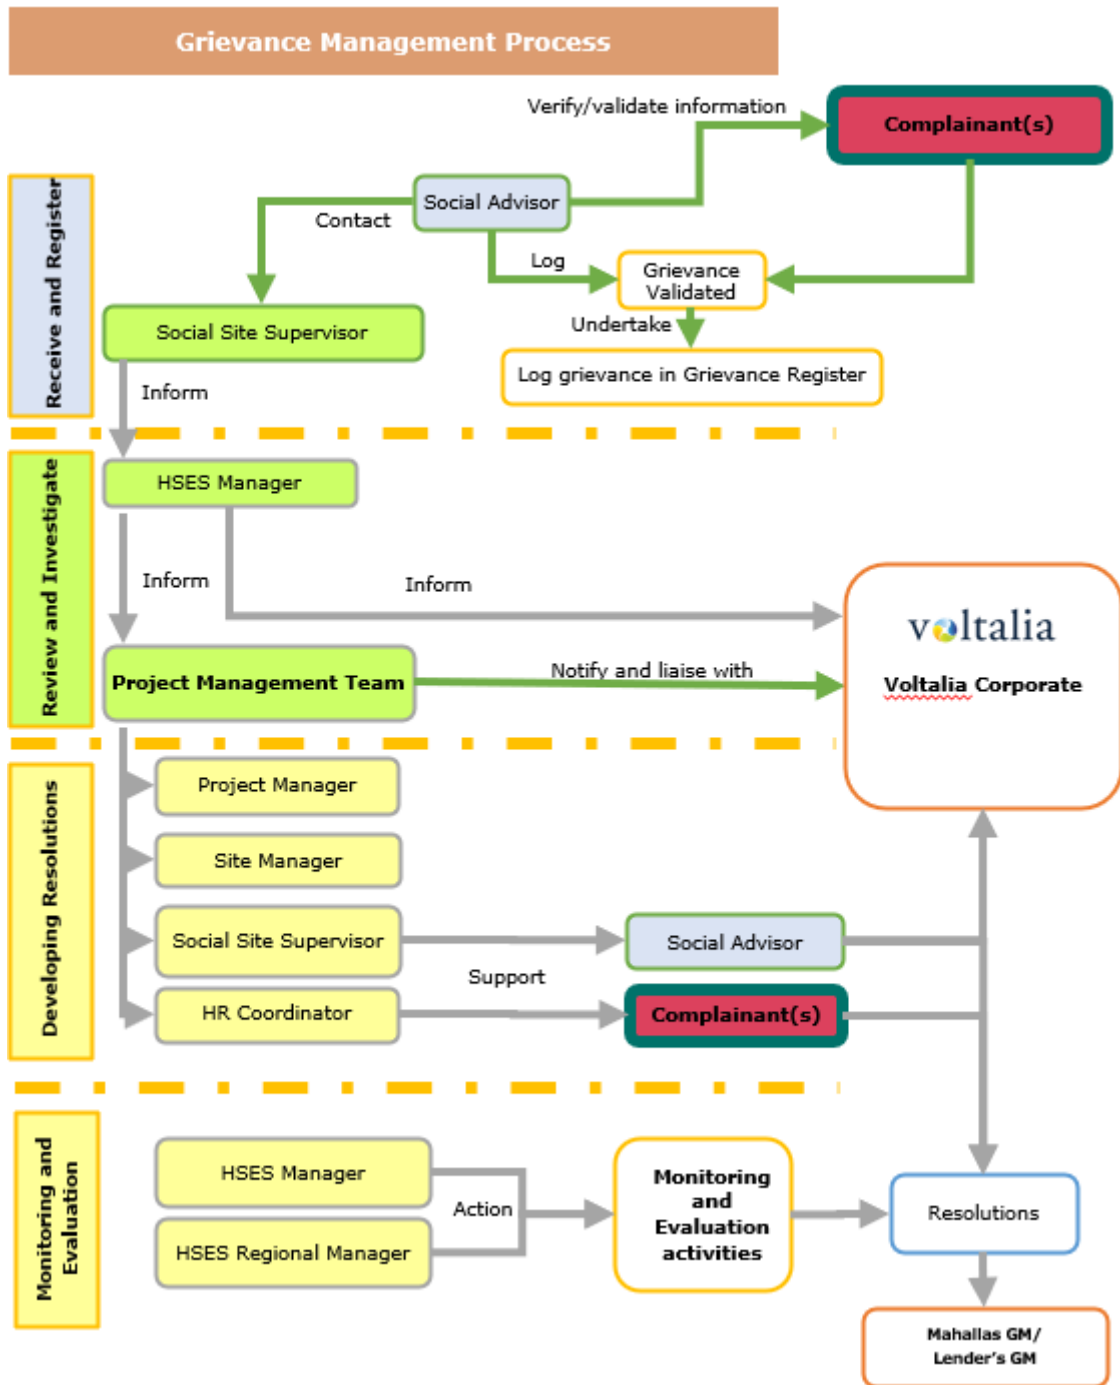 Grievance Management Process
Verify/validate information
Complainant(s)
Receive and Register
Social Advisor
Contact
Log
Grievance
Validated
Undertake
Social Site Supervisor
Log grievance in Grievance Register
Inform
Review and Investigate
HSES Manager
Inform
Inform
voltalia
Voltalia Corporate
Project Management Team
Notify and liaise with
Developing Resolutions
Project Manager
Site Manager
Social Site Supervisor
Social Advisor
Support
HR Coordinator
Complainant(s)
Monitoring and
Evaluation
HSES Manager
Action
HSES Regional Manager
Monitoring
and
Evaluation
activities
Resolutions
Mahallas GM/
Lender's GM